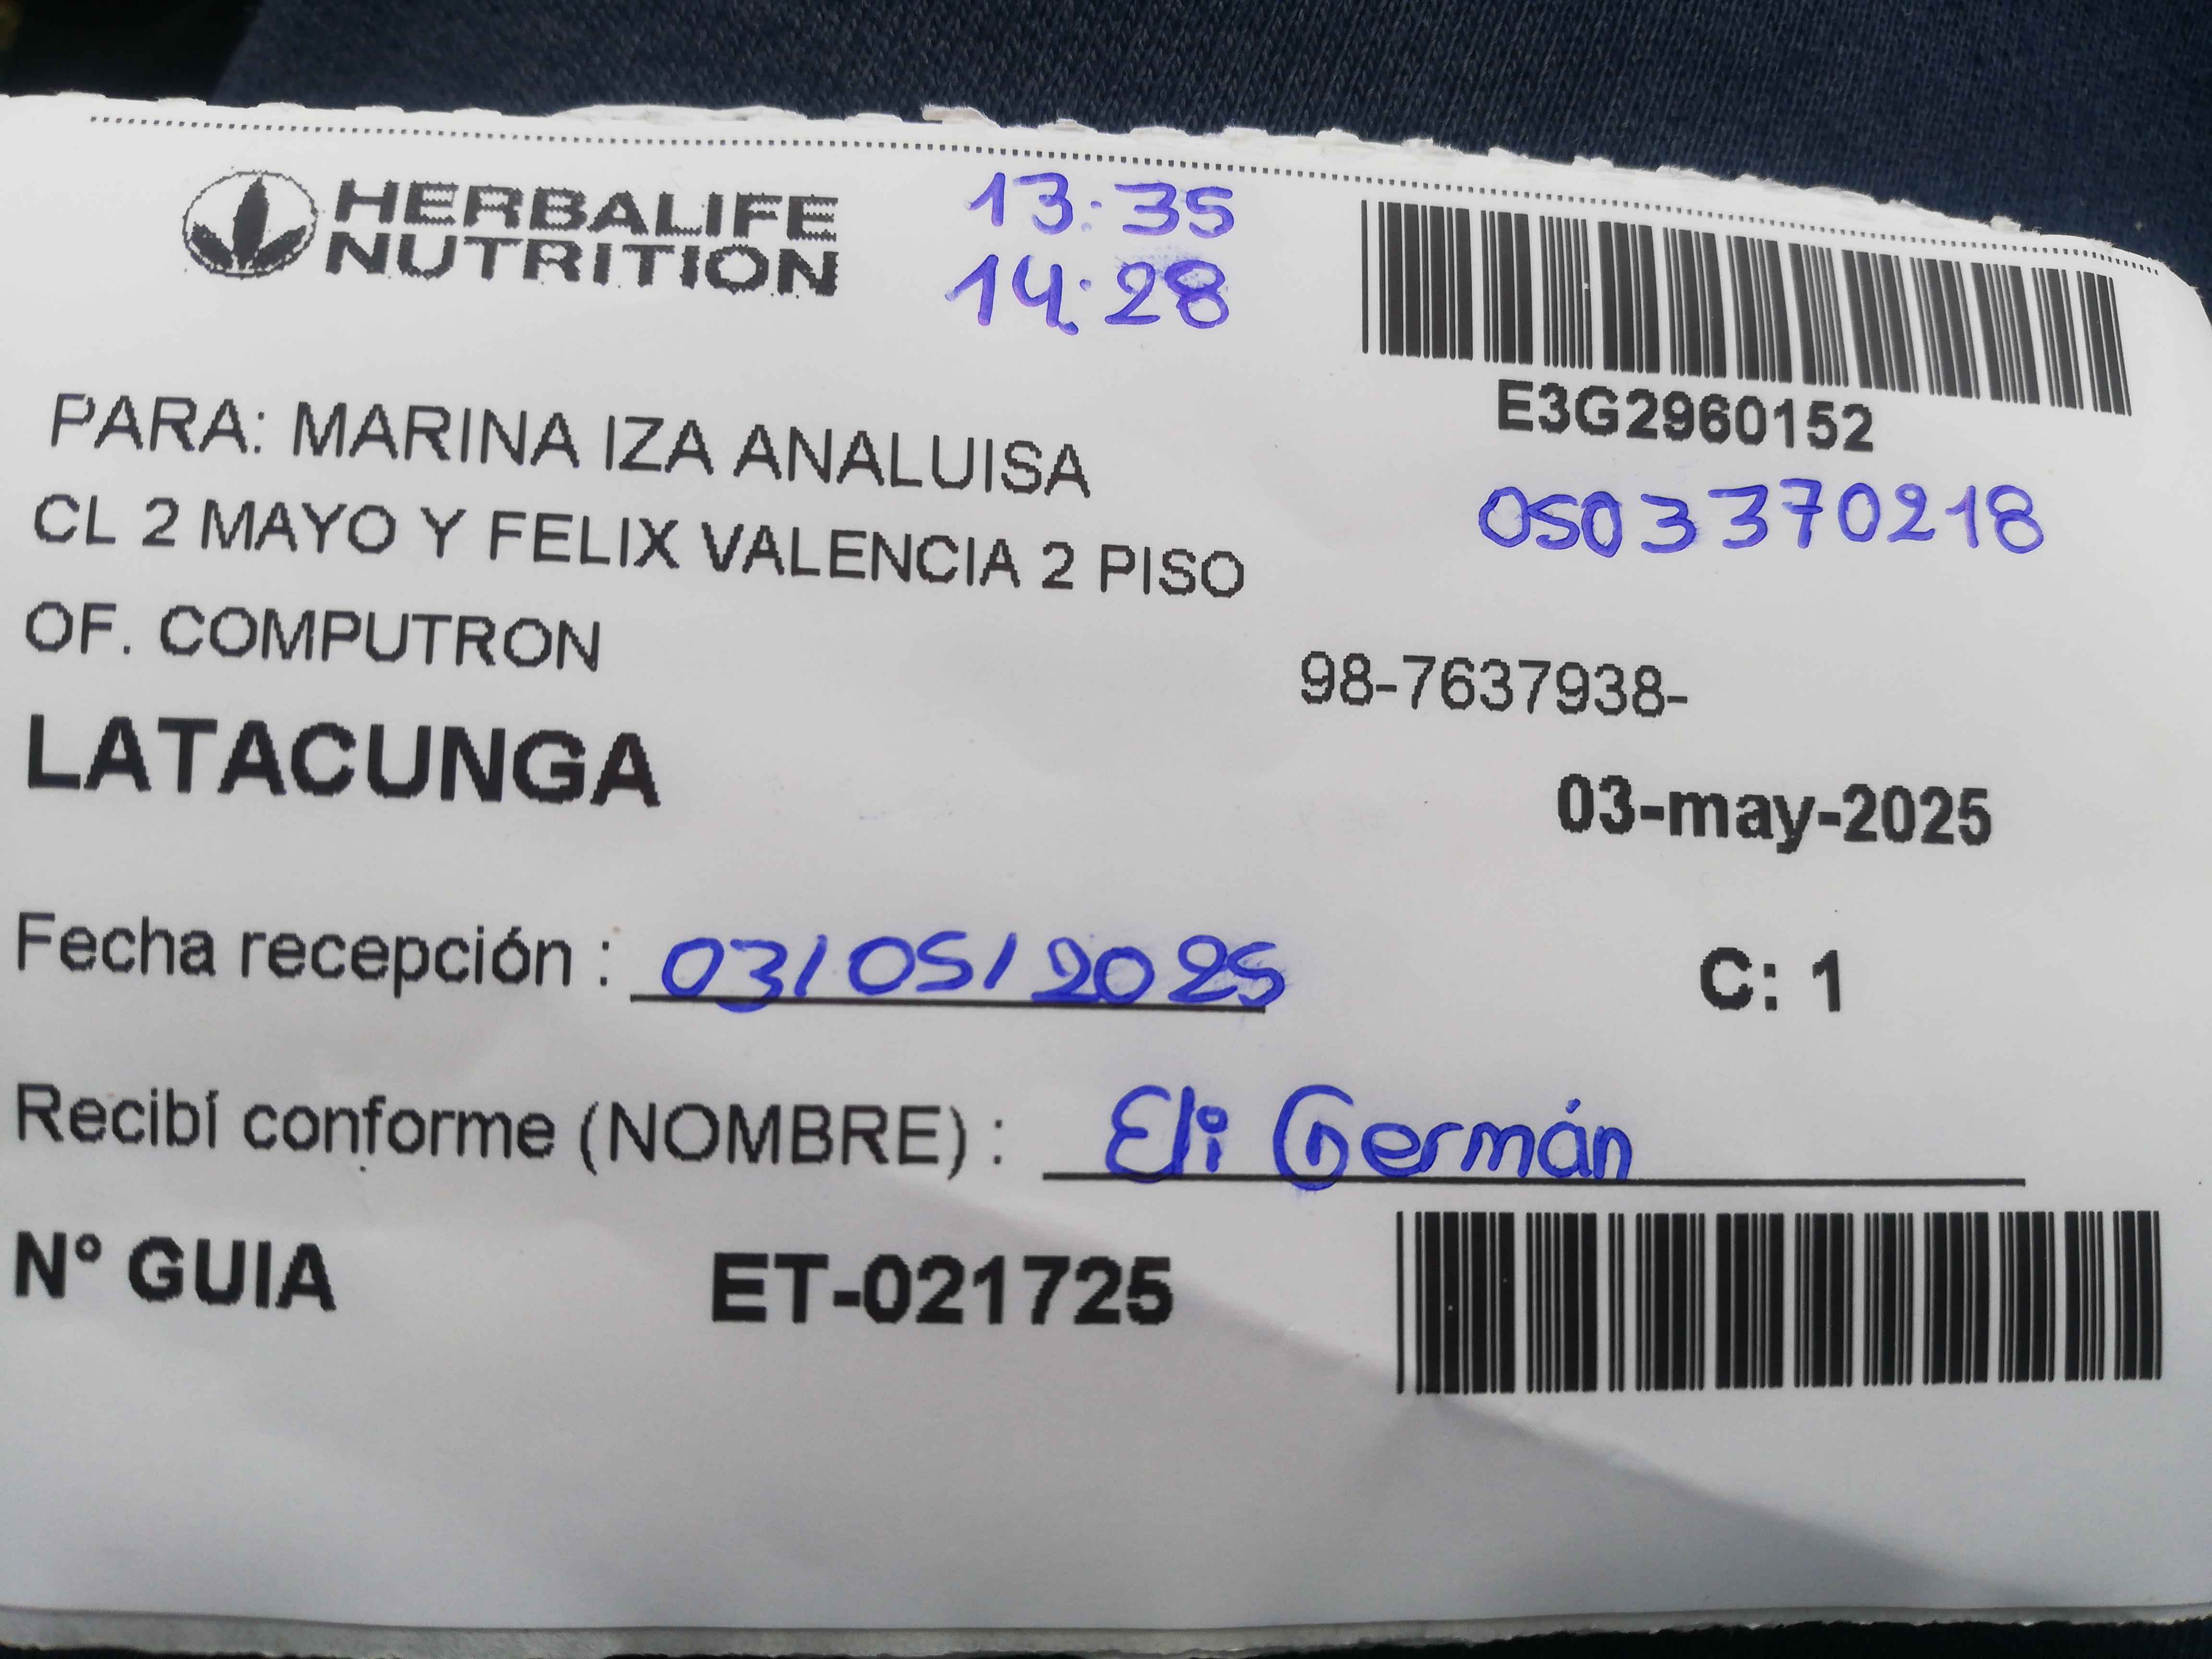 HERBALIFE
NUTRITION
13:35
14:28
E3G2960152
PARA: MARINA IZA ANALUISA
0503370218
CL 2 MAYO Y FELIX VALENCIA 2 PISO
OF. COMPUTRON
98-7637938-
LATACUNGA
03-may-2025
Fecha recepción : 03/05/2025
C: 1
Recibí conforme (NOMBRE) : Eli Germán
N° GUIA ET-021725